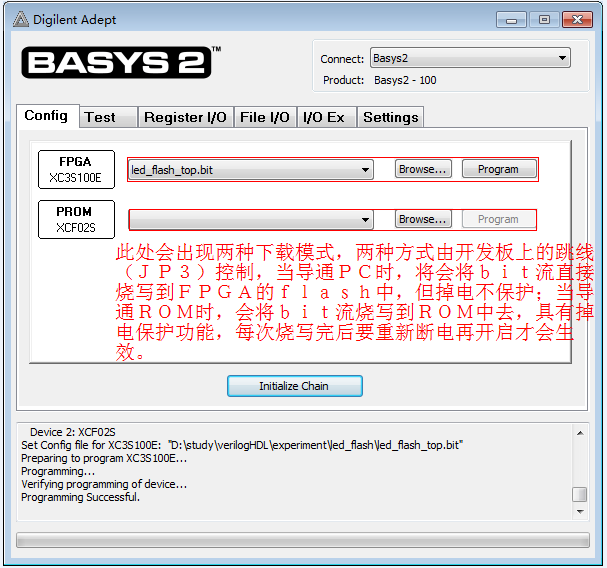 Digilent Adept
BASYS 2™
Connect: Basys2
Product: Basys2 - 100
Config Test Register I/O File I/O I/O Ex Settings
FPGA
XC3S100E
led_flash_top.bit Browse... Program
PROM
XCF02S
Browse... Program
此处会出现两种下载模式，两种方式由开发板上的跳线
（ＪＰ３）控制，当导通ＰＣ时，将会将ｂｉｔ流直接
烧写到ＦＰＧＡ的ｆｌａｓｈ中，但掉电不保护；当导
通ＲＯＭ时，会将ｂｉｔ流烧写到ＲＯＭ中去，具有掉
电保护功能，每次烧写完后要重新断电再开启才会生
效。
Initialize Chain
Device 2: XCF02S
Set Config file for XC3S100E: "D:\study\verilogHDL\experiment\led_flash\led_flash_top.bit"
Preparing to program XC3S100E...
Programming...
Verifying programming of device...
Programming Successful.